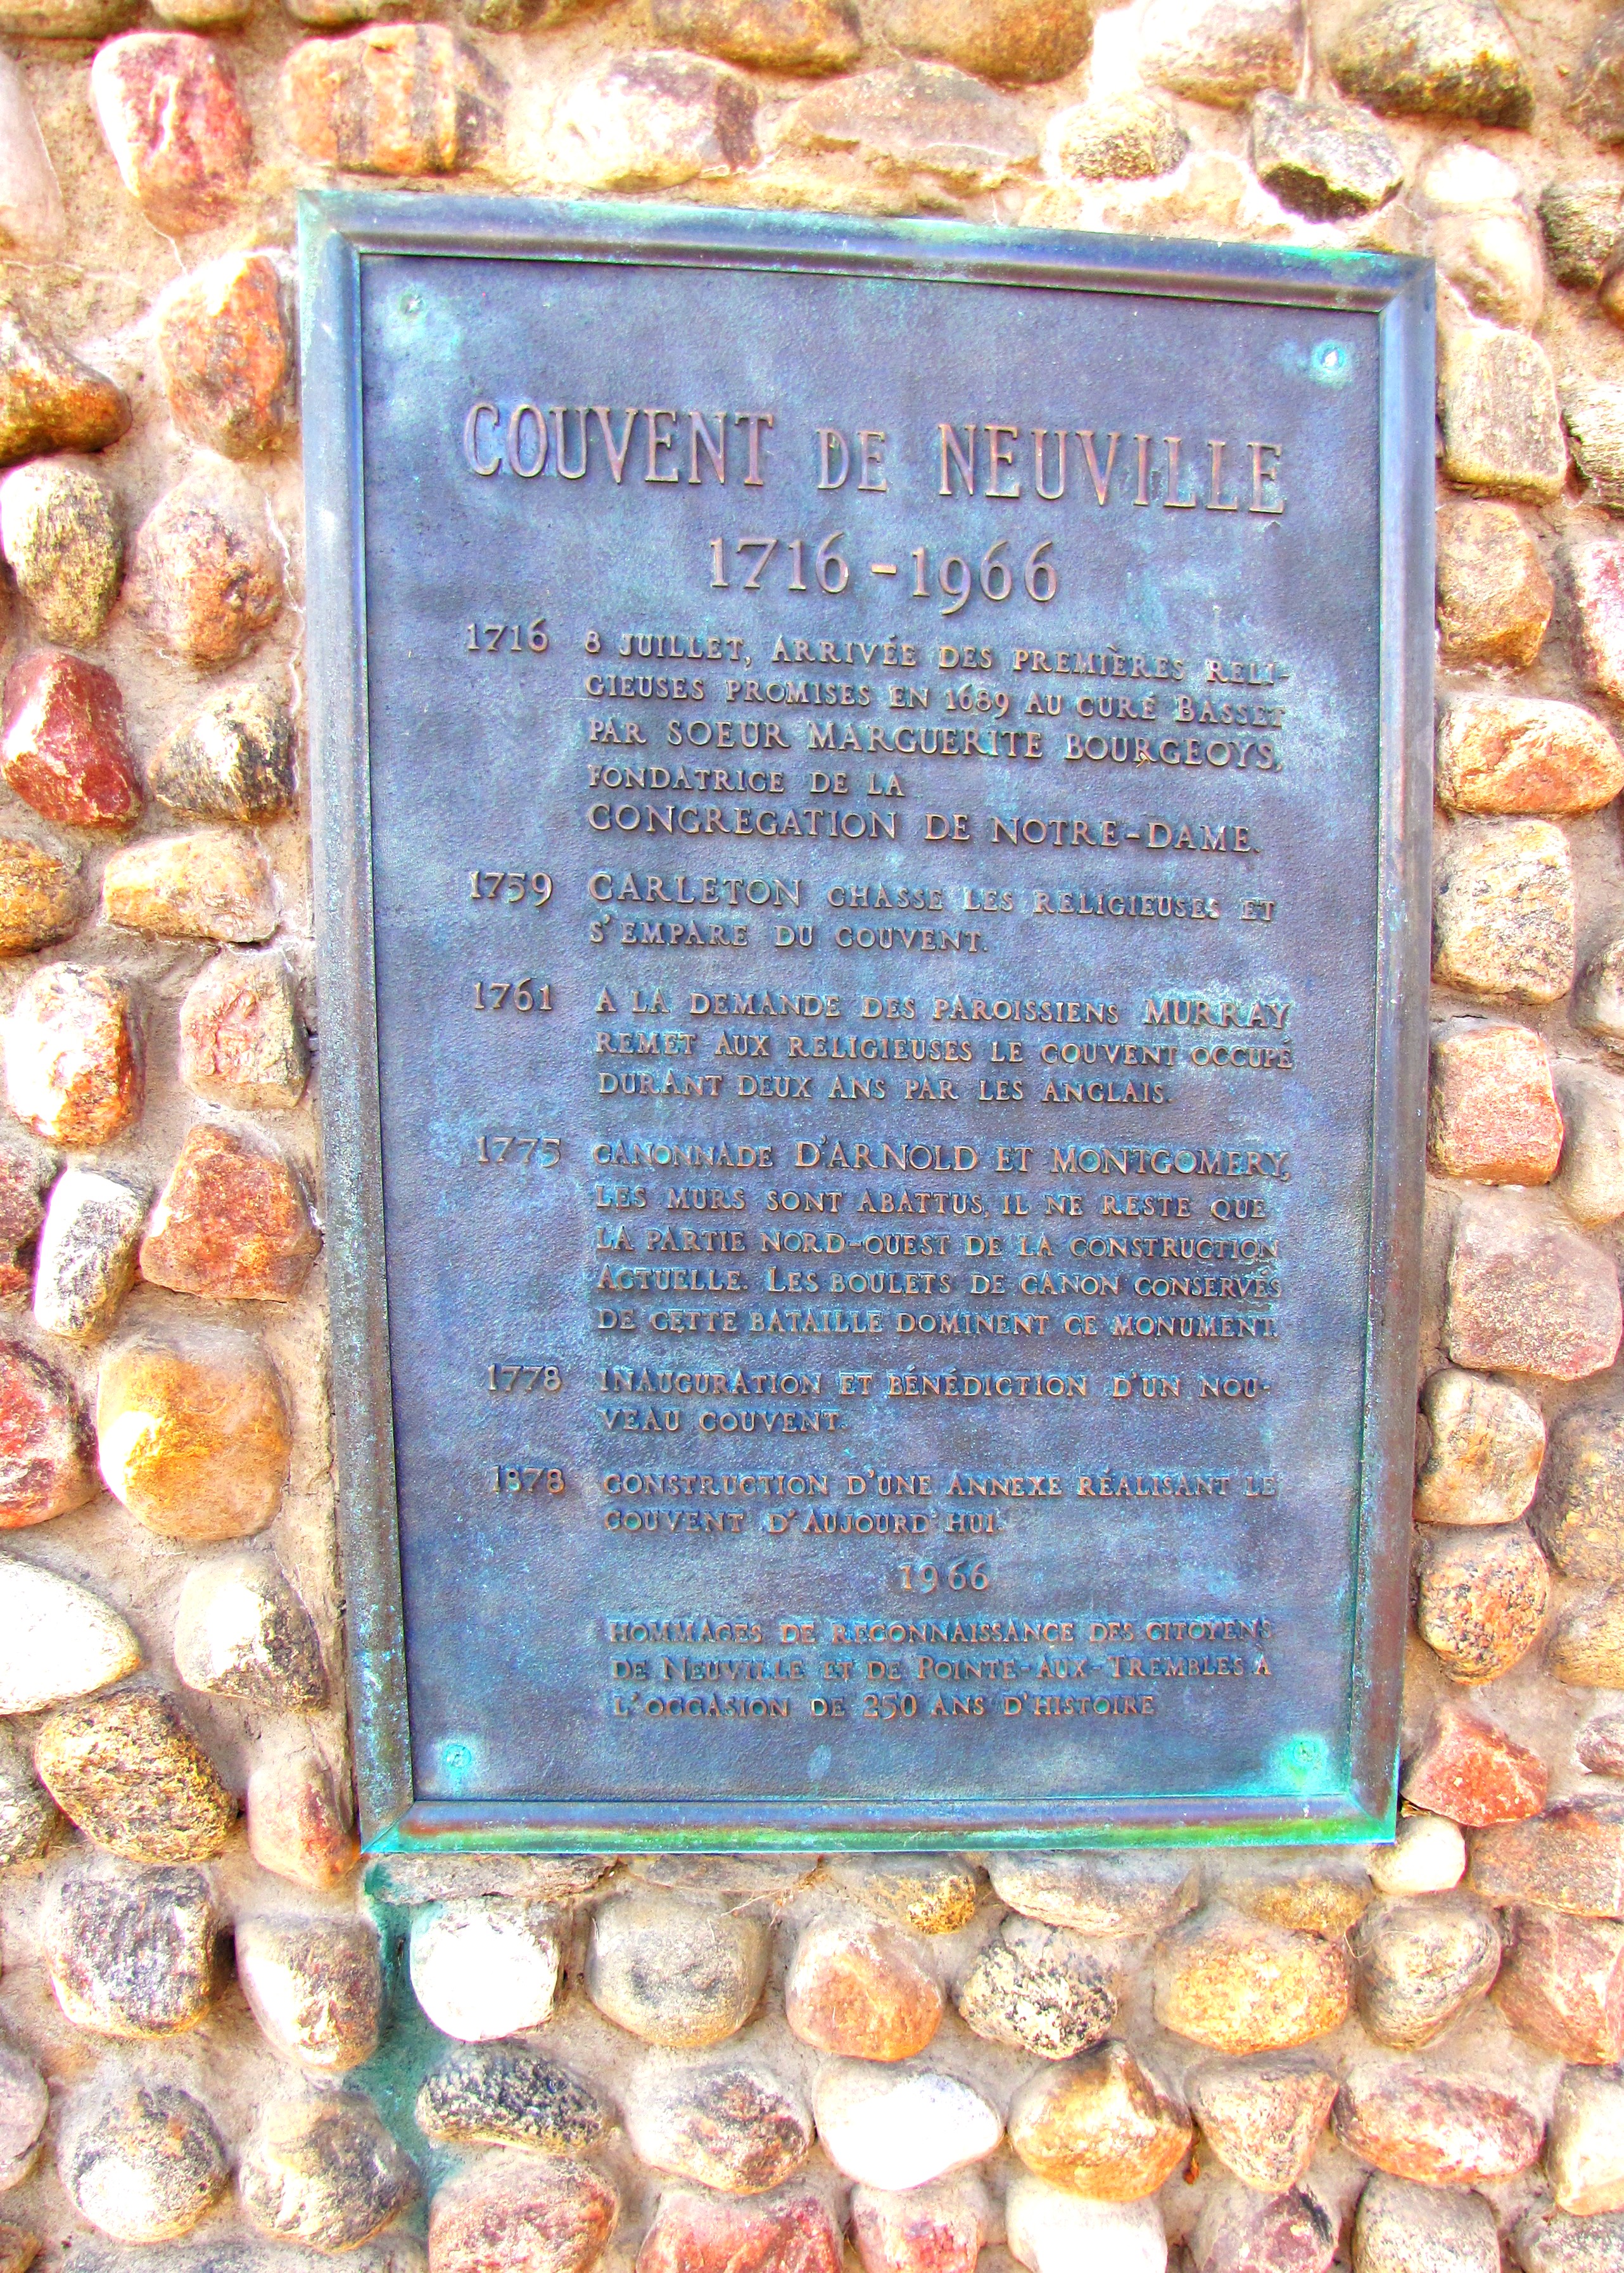 COUVENT DE NEUVILLE
1716-1966
1716 8 JUILLET, ARRIVÉE DES PREMIÈRES RELI-
GIEUSES PROMISES EN 1689 AU CURÉ BASSET
PAR SOEUR MARGUERITE BOURGEOYS,
FONDATRICE DE LA
CONGREGATION DE NOTRE-DAME.
1759 CARLETON CHASSE LES RELIGIEUSES ET
S'EMPARE DU COUVENT.
1761 A LA DEMANDE DES PAROISSIENS MURRAY
REMET AUX RELIGIEUSES LE COUVENT OCCUPÉ
DURANT DEUX ANS PAR LES ANGLAIS.
1775 CANONNADE D'ARNOLD ET MONTGOMERY,
LES MURS SONT ABATTUS, IL NE RESTE QUE
LA PARTIE NORD-OUEST DE LA CONSTRUCTION
ACTUELLE. LES BOULETS DE CANON CONSERVÉS
DE CETTE BATAILLE DOMINENT CE MONUMENT.
1778 INAUGURATION ET BÉNÉDICTION D'UN NOU-
VEAU COUVENT.
1878 CONSTRUCTION D'UNE ANNEXE RÉALISANT LE
COUVENT D'AUJOURD'HUI.
1966
HOMMAGES DE RECONNAISSANCE DES CITOYENS
DE NEUVILLE ET DE POINTE-AUX-TREMBLES À
L'OCCASION DE 250 ANS D'HISTOIRE